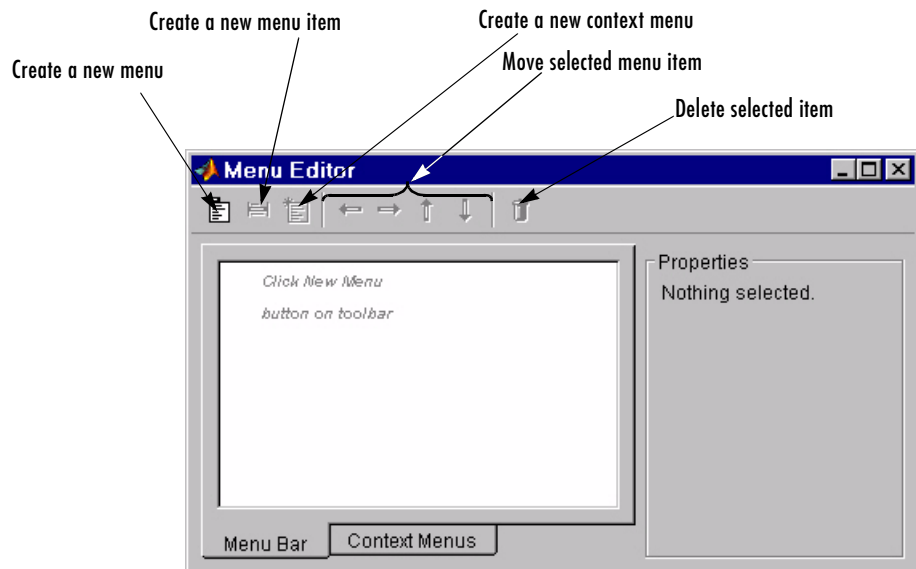 Create a new menu item
Create a new context menu
Create a new menu
Move selected menu item
Delete selected item
Menu Editor
Click New Menu
button on toolbar
Properties
Nothing selected.
Menu Bar
Context Menus